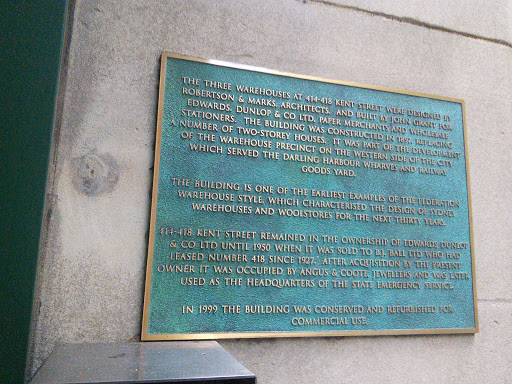 THE THREE WAREHOUSES AT 414-418 KENT STREET WERE DESIGNED BY
ROBERTSON & MARKS, ARCHITECTS, AND BUILT BY JOHN GRANT FOR
EDWARDS, DUNLOP & CO LTD, PAPER MERCHANTS AND WHOLESALE
STATIONERS. THE BUILDING WAS CONSTRUCTED IN 1897, REPLACING
A NUMBER OF TWO-STOREY HOUSES. IT WAS PART OF THE DEVELOPMENT
OF THE WAREHOUSE PRECINCT ON THE WESTERN SIDE OF THE CITY
WHICH SERVED THE DARLING HARBOUR WHARVES AND RAILWAY
GOODS YARD.
THE BUILDING IS ONE OF THE EARLIEST EXAMPLES OF THE FEDERATION
WAREHOUSE STYLE, WHICH CHARACTERISED THE DESIGN OF SYDNEY
WAREHOUSES AND WOOLSTORES FOR THE NEXT THIRTY YEARS.
414-418 KENT STREET REMAINED IN THE OWNERSHIP OF EDWARDS, DUNLOP
& CO LTD UNTIL 1950 WHEN IT WAS SOLD TO B.J. BALL LTD WHO HAD
LEASED NUMBER 418 SINCE 1927. AFTER ACQUISITION BY THE PRESENT
OWNER IT WAS OCCUPIED BY ANGUS & COOTE, JEWELLERS AND WAS LATER
USED AS THE HEADQUARTERS OF THE STATE EMERGENCY SERVICE.
IN 1999 THE BUILDING WAS CONSERVED AND REFURBISHED FOR
COMMERCIAL USE.